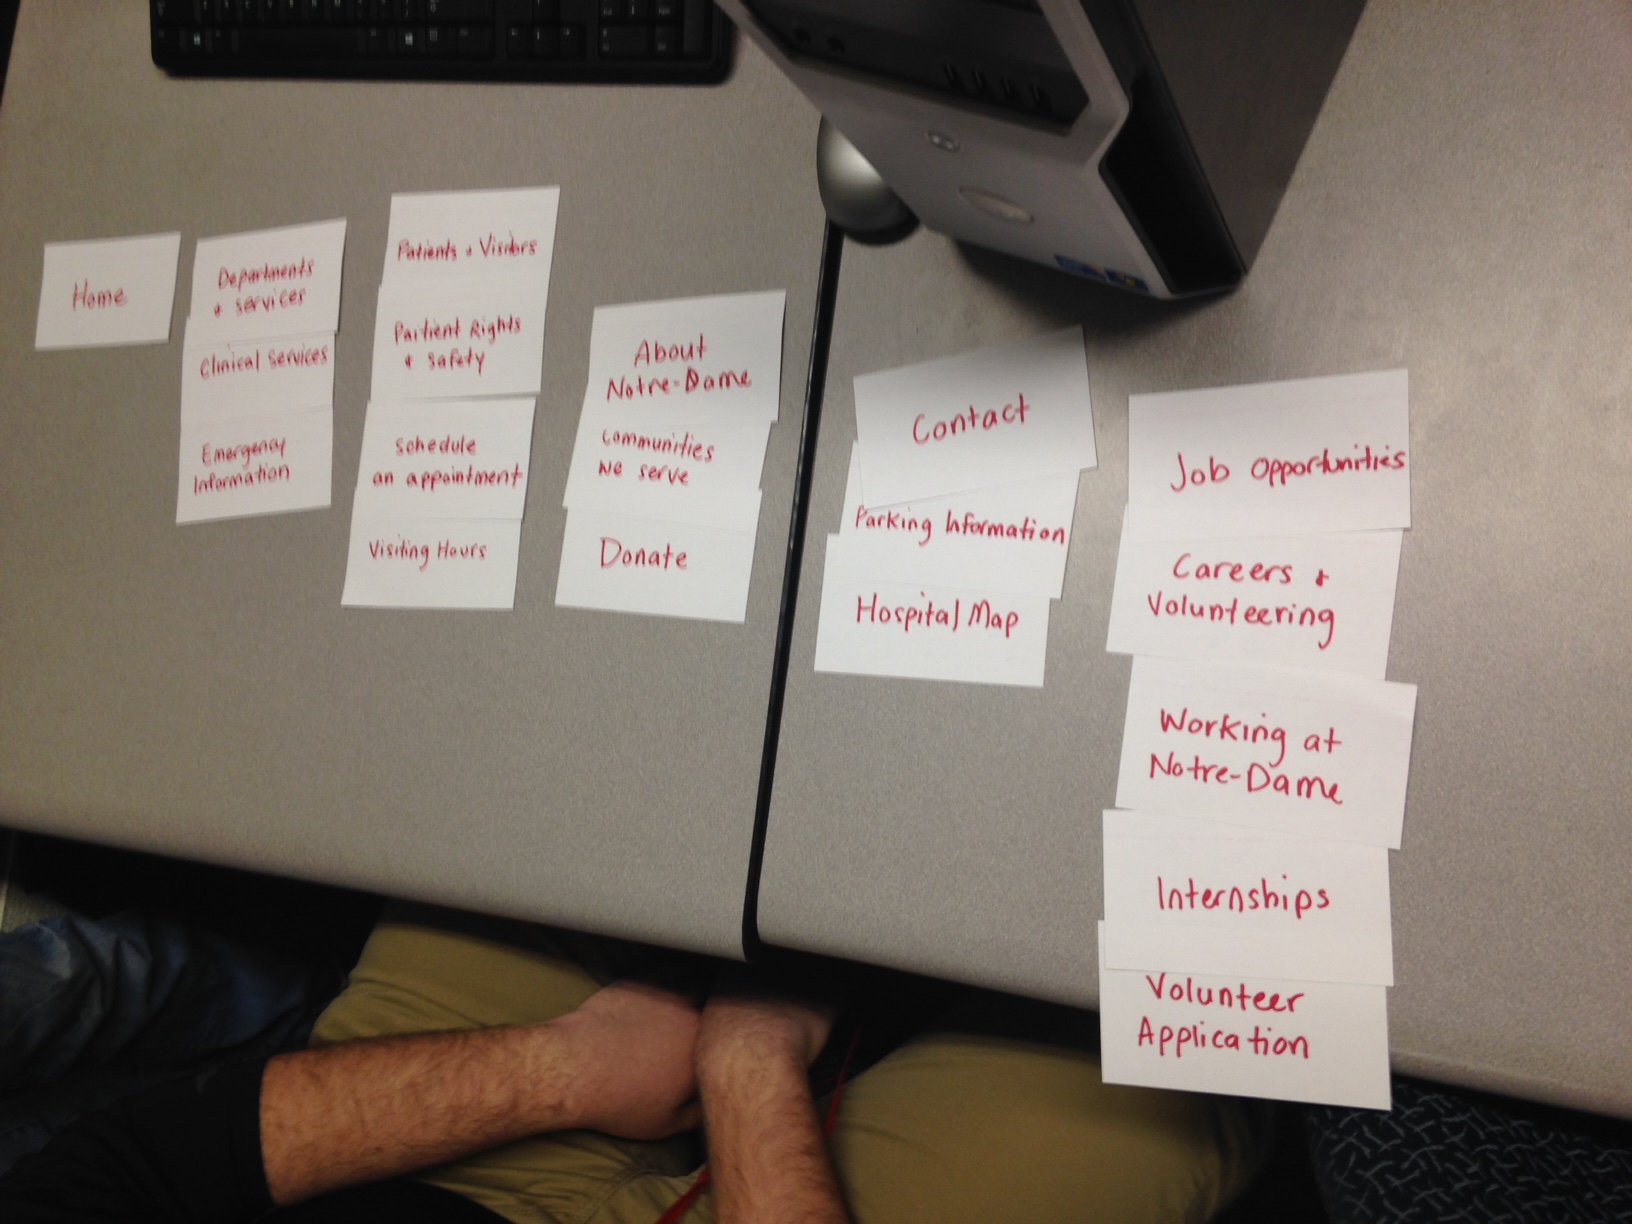 Home
Departments
+ services
Clinical services
Emergency
Information
Patients + Visitors
Patient Rights
+ safety
schedule
an appointment
Visiting Hours
About
Notre-Dame
communities
we serve
Donate
Contact
Parking Information
Hospital Map
Job opportunities
Careers +
Volunteering
Working at
Notre-Dame
Internships
Volunteer
Application